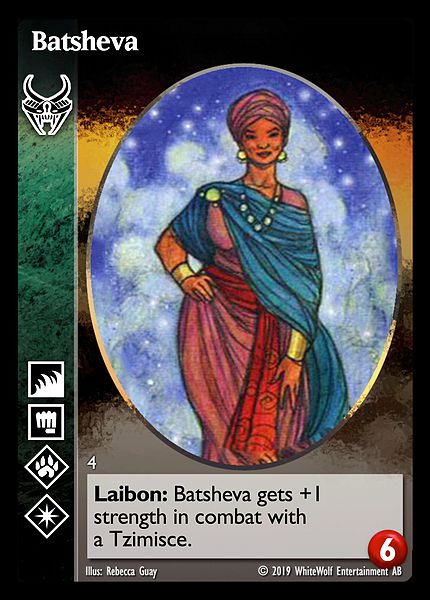 Batsheva
4
Laibon: Batsheva gets +1
strength in combat with
a Tzimisce.
6
Illus: Rebecca Guay © 2019 WhiteWolf Entertainment AB